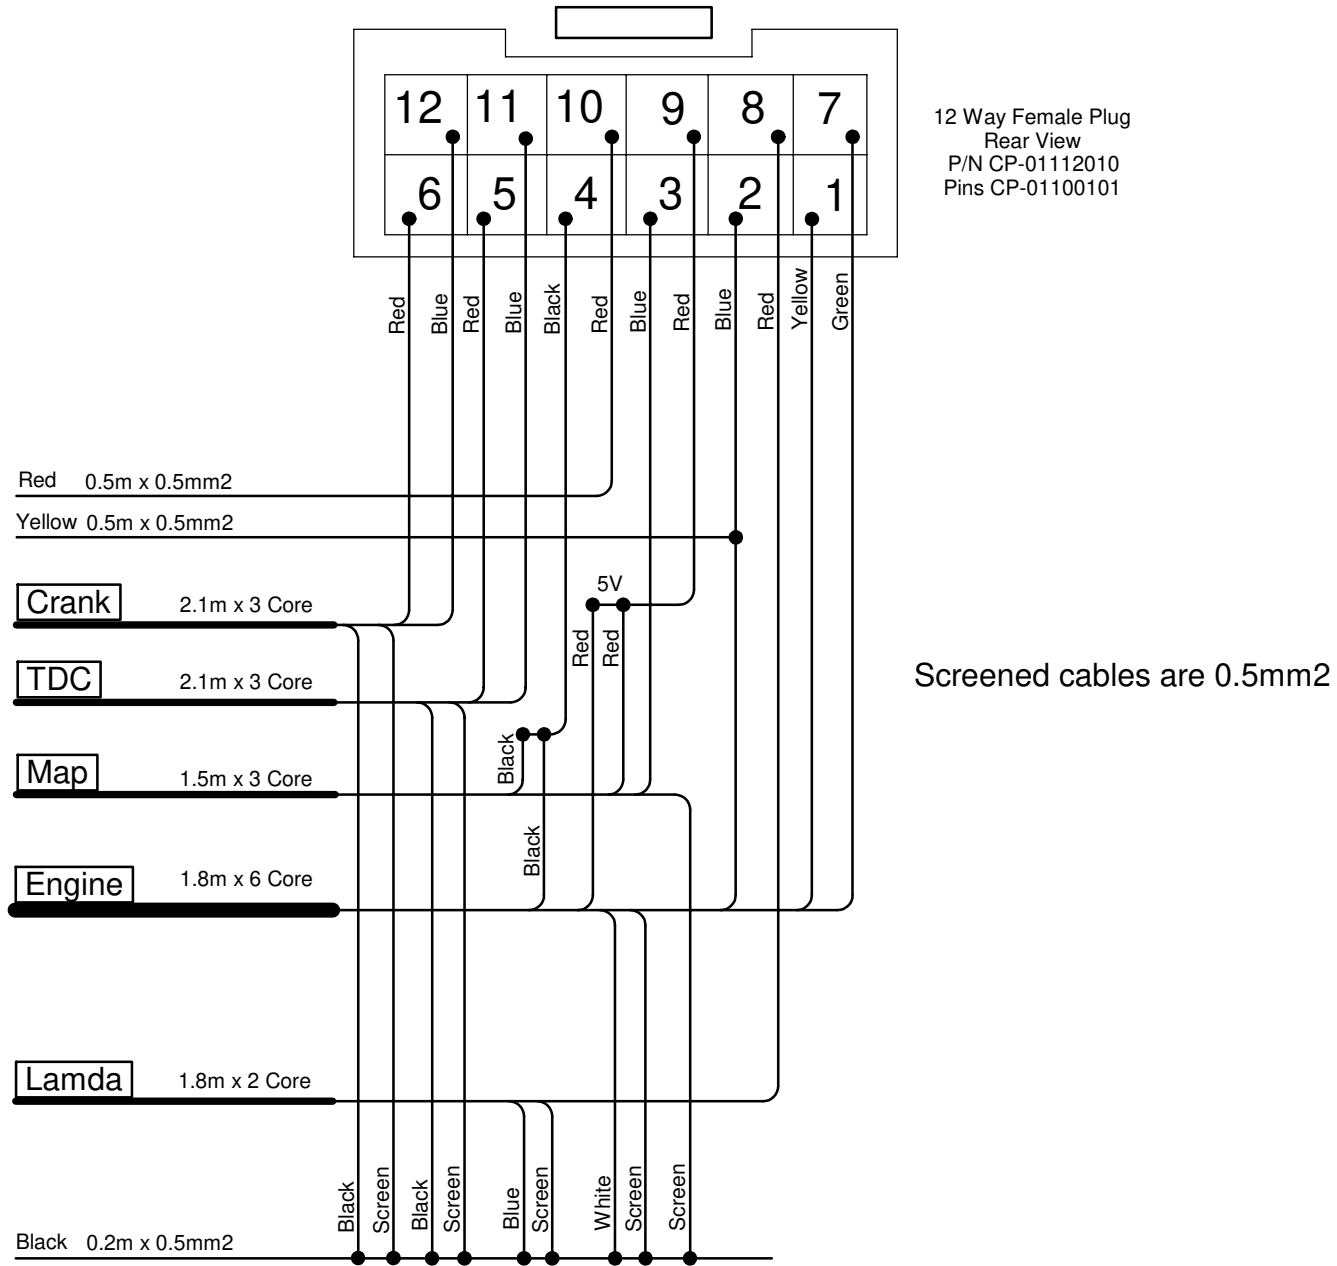 12 11 10 9 8 7
6 5 4 3 2 1
12 Way Female Plug
Rear View
P/N CP-01112010
Pins CP-01100101
Red
Blue
Red
Blue
Black
Red
Blue
Red
Blue
Red
Yellow
Green
Red 0.5m x 0.5mm2
Yellow 0.5m x 0.5mm2
5V
Crank 2.1m x 3 Core
Red
Red
TDC 2.1m x 3 Core
Screened cables are 0.5mm2
Black
Map 1.5m x 3 Core
Black
Engine 1.8m x 6 Core
Lamda 1.8m x 2 Core
Black
Screen
Black
Screen
Blue
Screen
White
Screen
Screen
Black 0.2m x 0.5mm2